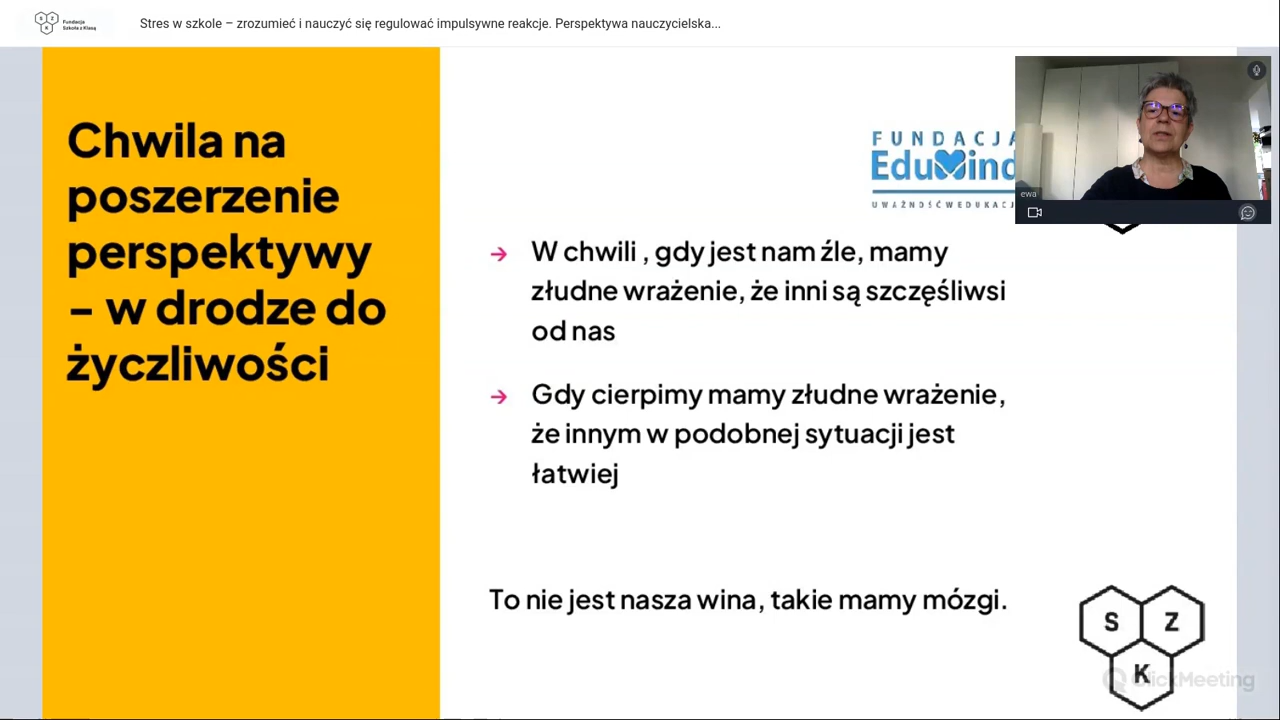 S Z
K
Fundacja
Szkoła z Klasą
Stres w szkole – zrozumieć i nauczyć się regulować impulsywne reakcje. Perspektywa nauczycielska...
Chwila na
poszerzenie
perspektywy
– w drodze do
życzliwości
FUNDACJA
EduMind
UWAŻNOŚĆ W EDUKACJ
ewa
→ W chwili , gdy jest nam źle, mamy
złudne wrażenie, że inni są szczęśliwsi
od nas
→ Gdy cierpimy mamy złudne wrażenie,
że innym w podobnej sytuacji jest
łatwiej
To nie jest nasza wina, takie mamy mózgi.
S Z
K
ClickMeeting